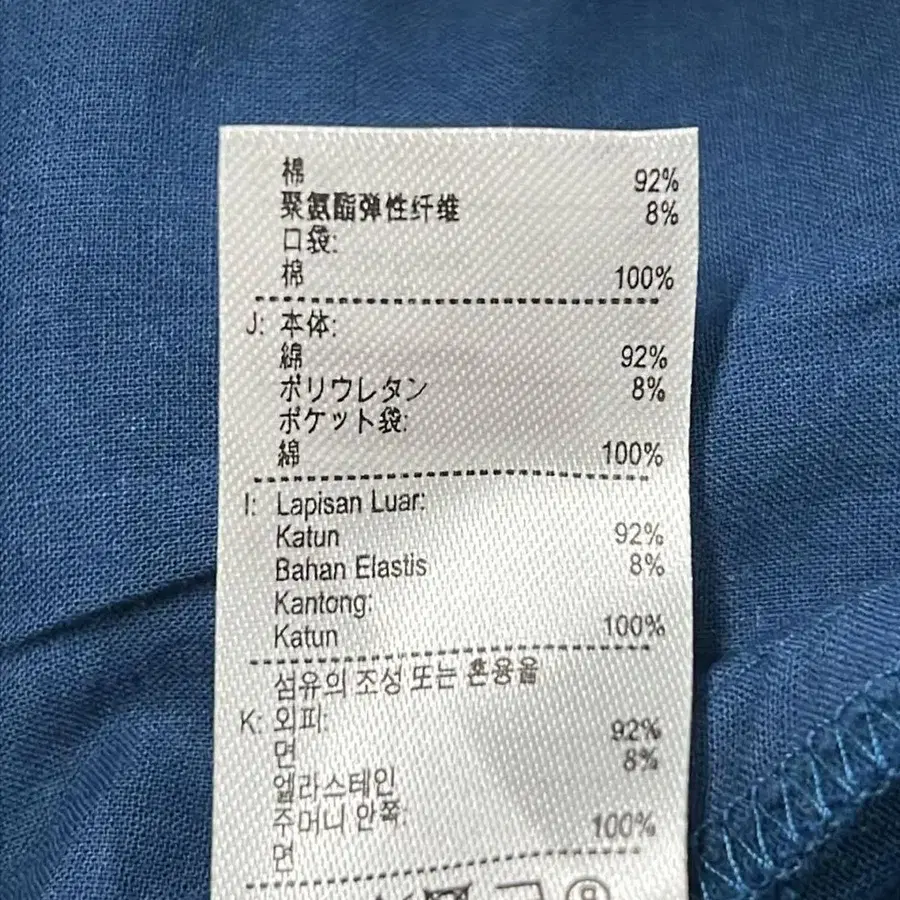 棉 92%
聚氨酯弹性纤维 8%
口袋:
棉 100%
J: 本体:
綿 92%
ポリウレタン 8%
ポケット袋:
綿 100%
I: Lapisan Luar:
Katun 92%
Bahan Elastis 8%
Kantong:
Katun 100%
섬유의 조성 또는 혼용율
K: 외피:
면 92%
엘라스테인 8%
주머니 안쪽:
면 100%